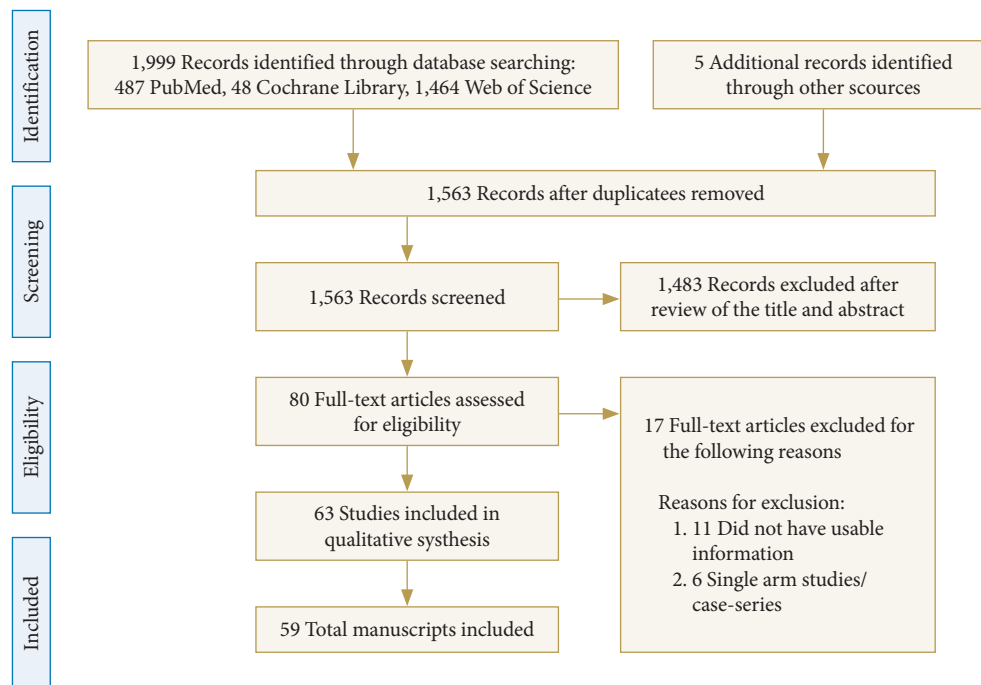 Identification
1,999 Records identified through database searching:
487 PubMed, 48 Cochrane Library, 1,464 Web of Science
5 Additional records identified
through other scources
Screening
1,563 Records after duplicatees removed
1,563 Records screened
1,483 Records excluded after
review of the title and abstract
Eligibility
80 Full-text articles assessed
for eligibility
17 Full-text articles excluded for
the following reasons
Reasons for exclusion:
1. 11 Did not have usable
information
2. 6 Single arm studies/
case-series
63 Studies included in
qualitative systhesis
Included
59 Total manuscripts included